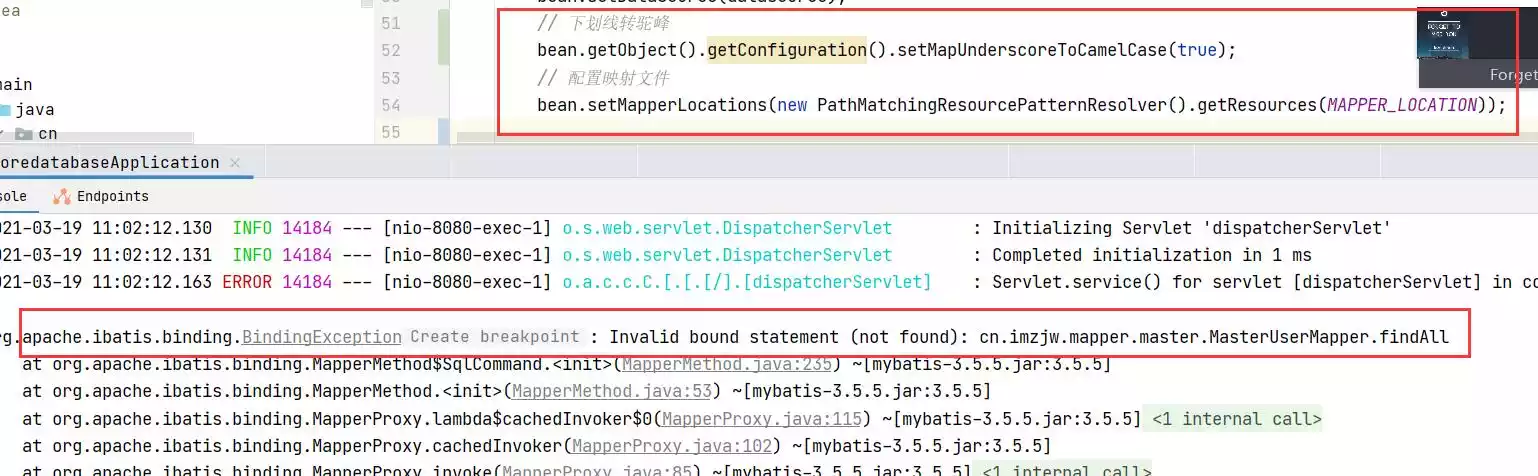 bean.setDataSource(dataSource);
ea
51 // 下划线转驼峰
52 bean.getObject().getConfiguration().setMapUnderscoreToCamelCase(true);
53 // 配置映射文件
54 bean.setMapperLocations(new PathMatchingResourcePatternResolver().getResources(MAPPER_LOCATION));
55
FORGET TO
Forget
main
java
cn
oredatabaseApplication ×
sole Endpoints
021-03-19 11:02:12.130 INFO 14184 --- [nio-8080-exec-1] o.s.web.servlet.DispatcherServlet : Initializing Servlet 'dispatcherServlet'
021-03-19 11:02:12.131 INFO 14184 --- [nio-8080-exec-1] o.s.web.servlet.DispatcherServlet : Completed initialization in 1 ms
021-03-19 11:02:12.163 ERROR 14184 --- [nio-8080-exec-1] o.a.c.c.C.[.[.[/].[dispatcherServlet] : Servlet.service() for servlet [dispatcherServlet] in co
rg.apache.ibatis.binding.BindingException Create breakpoint : Invalid bound statement (not found): cn.imzjw.mapper.master.MasterUserMapper.findAll
at org.apache.ibatis.binding.MapperMethod$SqlCommand.<init>(MapperMethod.java:235) ~[mybatis-3.5.5.jar:3.5.5]
at org.apache.ibatis.binding.MapperMethod.<init>(MapperMethod.java:53) ~[mybatis-3.5.5.jar:3.5.5]
at org.apache.ibatis.binding.MapperProxy.lambda$cachedInvoker$0(MapperProxy.java:115) ~[mybatis-3.5.5.jar:3.5.5] <1 internal call>
at org.apache.ibatis.binding.MapperProxy.cachedInvoker(MapperProxy.java:102) ~[mybatis-3.5.5.jar:3.5.5]
at org.apache.ibatis.binding.MapperProxy.invoke(MapperProxy.java:85) ~[mybatis-3.5.5.jar:3.5.5] <1 internal call>